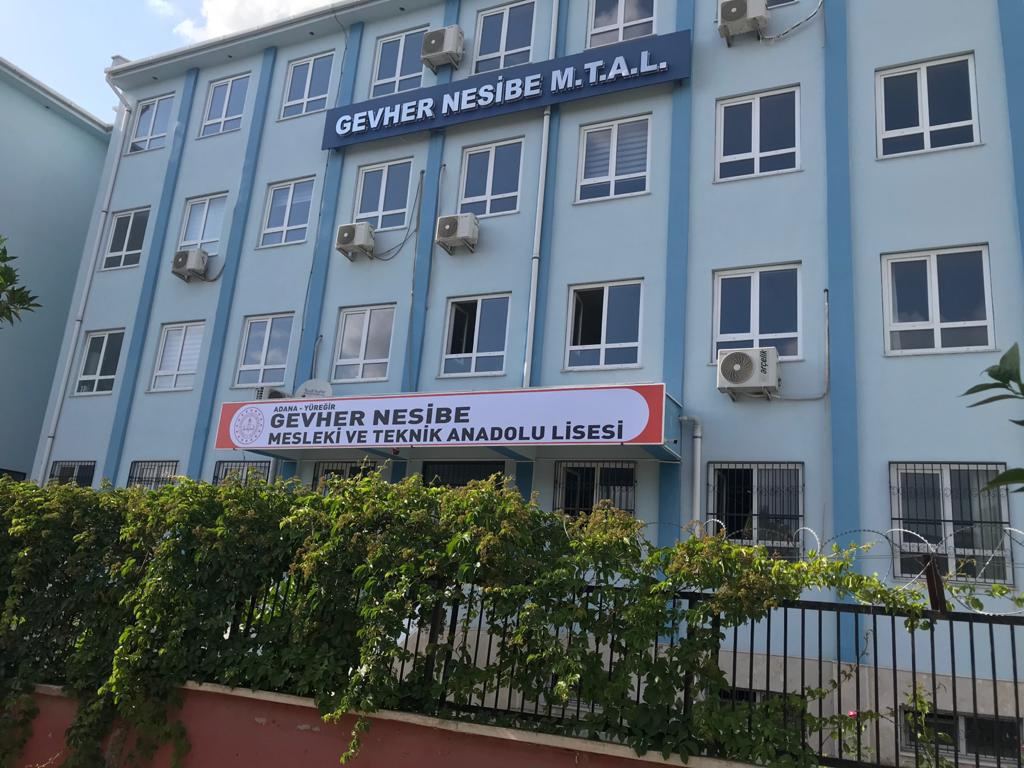 GEVHER NESİBE M.T.A.L.
ADANA - YÜREĞİR
GEVHER NESİBE
MESLEKİ VE TEKNİK ANADOLU LİSESİ
arçelik